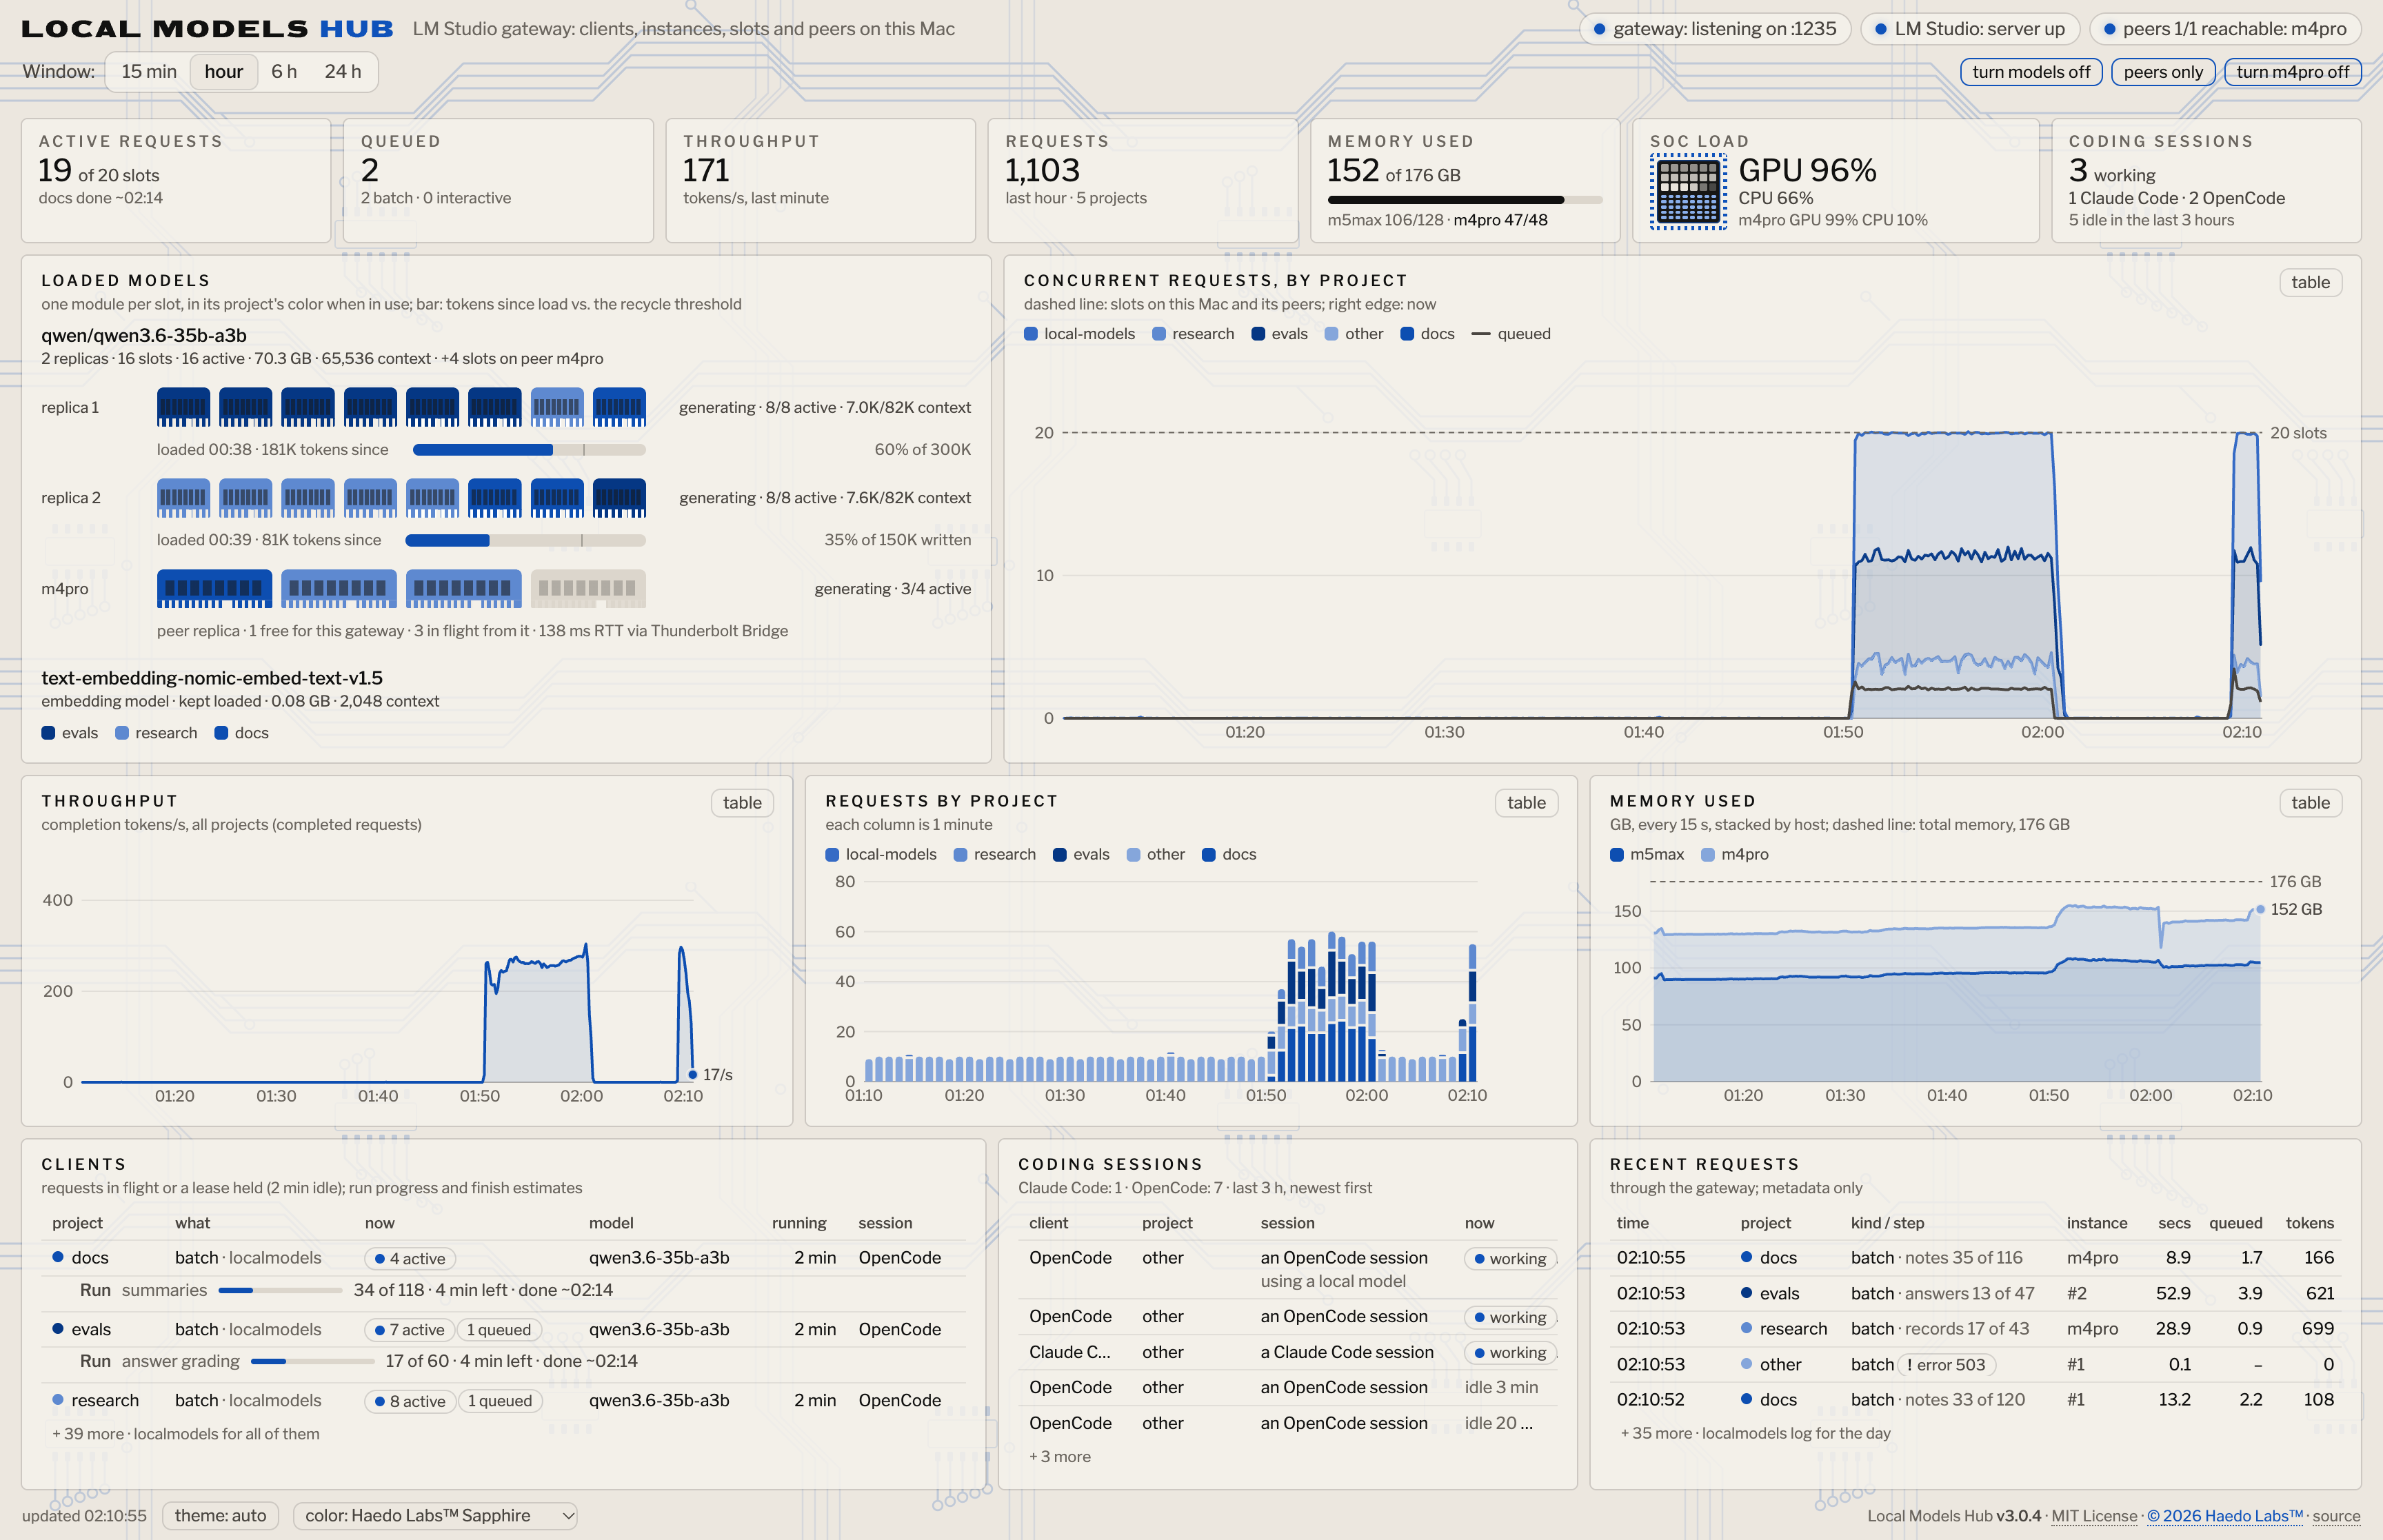 LOCAL MODELS HUB LM Studio gateway: clients, instances, slots and peers on this Mac
gateway: listening on :1235
LM Studio: server up
peers 1/1 reachable: m4pro
Window: 15 min hour 6 h 24 h
turn models off
peers only
turn m4pro off
ACTIVE REQUESTS
19 of 20 slots
docs done ~02:14
QUEUED
2
2 batch · 0 interactive
THROUGHPUT
171
tokens/s, last minute
REQUESTS
1,103
last hour · 5 projects
MEMORY USED
152 of 176 GB
m5max 106/128 · m4pro 47/48
SOC LOAD
GPU 96%
CPU 66%
m4pro GPU 99% CPU 10%
CODING SESSIONS
3 working
1 Claude Code · 2 OpenCode
5 idle in the last 3 hours
LOADED MODELS
one module per slot, in its project's color when in use; bar: tokens since load vs. the recycle threshold
qwen/qwen3.6-35b-a3b
2 replicas · 16 slots · 16 active · 70.3 GB · 65,536 context · +4 slots on peer m4pro
replica 1 generating · 8/8 active · 7.0K/82K context
loaded 00:38 · 181K tokens since 60% of 300K
replica 2 generating · 8/8 active · 7.6K/82K context
loaded 00:39 · 81K tokens since 35% of 150K written
m4pro generating · 3/4 active
peer replica · 1 free for this gateway · 3 in flight from it · 138 ms RTT via Thunderbolt Bridge
text-embedding-nomic-embed-text-v1.5
embedding model · kept loaded · 0.08 GB · 2,048 context
evals research docs
CONCURRENT REQUESTS, BY PROJECT
table
dashed line: slots on this Mac and its peers; right edge: now
local-models research evals other docs queued
20 20 slots
10
0
01:20 01:30 01:40 01:50 02:00 02:10
THROUGHPUT
table
completion tokens/s, all projects (completed requests)
400
200
0 17/s
01:20 01:30 01:40 01:50 02:00 02:10
REQUESTS BY PROJECT
table
each column is 1 minute
local-models research evals other docs
80
60
40
20
0
01:10 01:20 01:30 01:40 01:50 02:00 02:10
MEMORY USED
table
GB, every 15 s, stacked by host; dashed line: total memory, 176 GB
m5max m4pro
176 GB
150 152 GB
100
50
0
01:20 01:30 01:40 01:50 02:00 02:10
CLIENTS
requests in flight or a lease held (2 min idle); run progress and finish estimates
project what now model running session
docs batch · localmodels 4 active qwen3.6-35b-a3b 2 min OpenCode
Run summaries 34 of 118 · 4 min left · done ~02:14
evals batch · localmodels 7 active 1 queued qwen3.6-35b-a3b 2 min OpenCode
Run answer grading 17 of 60 · 4 min left · done ~02:14
research batch · localmodels 8 active 1 queued qwen3.6-35b-a3b 2 min OpenCode
+ 39 more · localmodels for all of them
CODING SESSIONS
Claude Code: 1 · OpenCode: 7 · last 3 h, newest first
client project session now
OpenCode other an OpenCode session working
using a local model
OpenCode other an OpenCode session working
Claude C... other a Claude Code session working
OpenCode other an OpenCode session idle 3 min
OpenCode other an OpenCode session idle 20 ...
+ 3 more
RECENT REQUESTS
through the gateway; metadata only
time project kind / step instance secs queued tokens
02:10:55 docs batch · notes 35 of 116 m4pro 8.9 1.7 166
02:10:53 evals batch · answers 13 of 47 #2 52.9 3.9 621
02:10:53 research batch · records 17 of 43 m4pro 28.9 0.9 699
02:10:53 other batch ! error 503 #1 0.1 – 0
02:10:52 docs batch · notes 33 of 120 #1 13.2 2.2 108
+ 35 more · localmodels log for the day
updated 02:10:55 theme: auto color: Haedo Labs™ Sapphire
Local Models Hub v3.0.4 · MIT License · © 2026 Haedo Labs™ · source